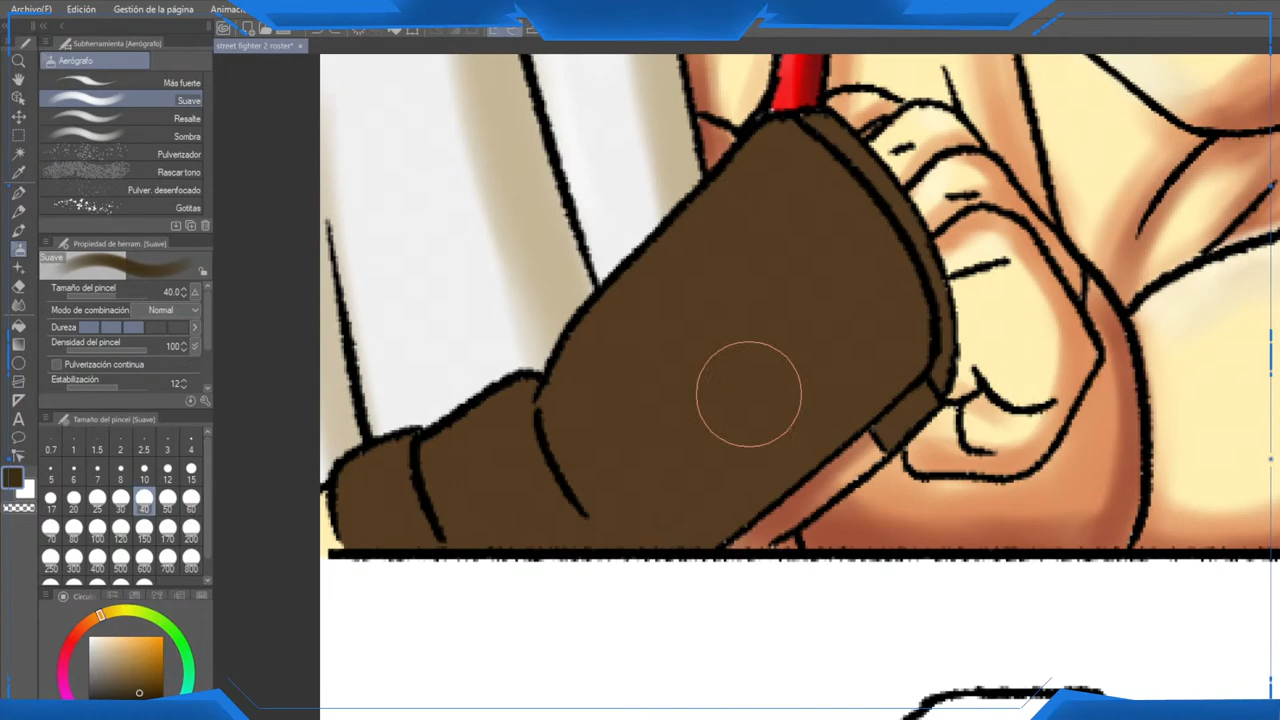 Archivo(F) Edición Gestión de la página Animació
Subherramienta (Aerógrafo)
street fighter 2 roster*
Aerógrafo
Más fuerte
Suave
Resalte
Sombra
Pulverizador
Rascar tono
Pulver. desenfocado
Gotitas
Propiedad de herram. [Suave]
Suave
Tamaño del pincel 40.0
Modo de combinación Normal
Dureza
Densidad del pincel 100
Pulverización continua
Estabilización 12
Tamaño del pincel [Suave]
0.7 1 1.5 2 2.5 3 4
5 6 7 8 10 12 15
17 20 25 30 40 50 60
70 80 100 120 150 170 200
250 300 400 500 600 700 800
Círcu